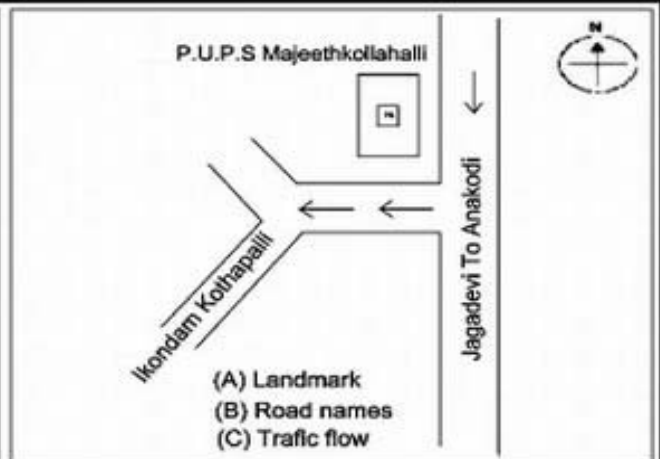 N
P.U.P.S Majeethkollahalli
Jagadevi To Anakodi
Ikondam Kothapalli
(A) Landmark
(B) Road names
(C) Trafic flow